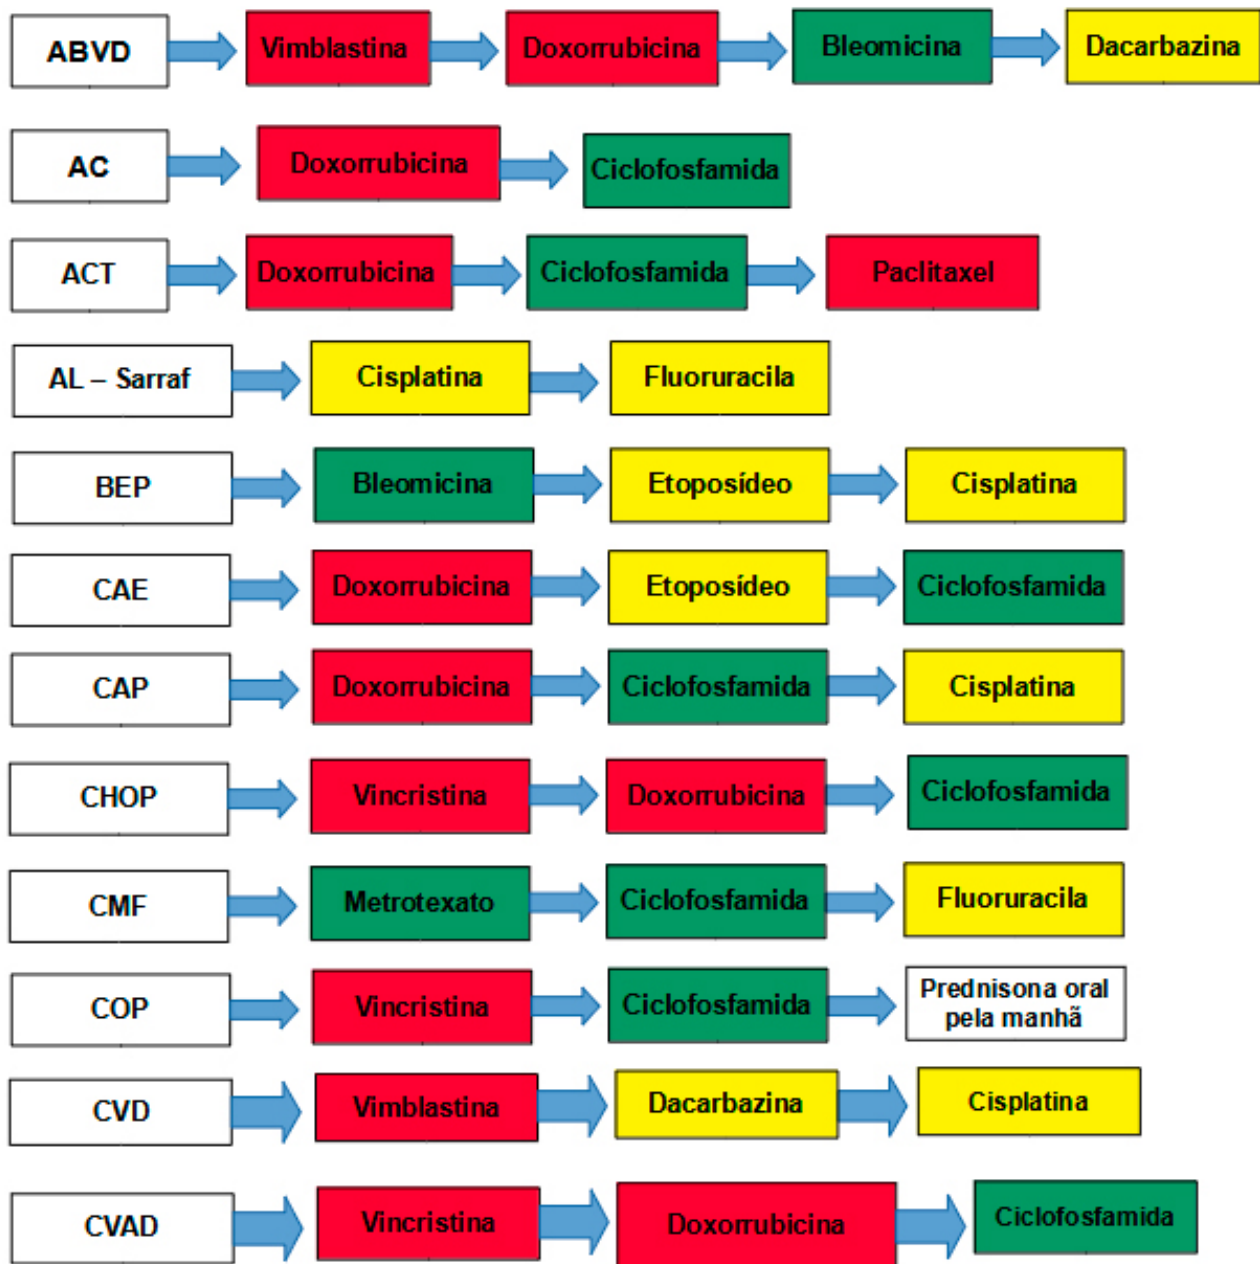 ABVD Vimblastina Doxorrubicina Bleomicina Dacarbazina
AC Doxorrubicina Ciclofosfamida
ACT Doxorrubicina Ciclofosfamida Paclitaxel
AL – Sarraf Cisplatina Fluoruracila
BEP Bleomicina Etoposídeo Cisplatina
CAE Doxorrubicina Etoposídeo Ciclofosfamida
CAP Doxorrubicina Ciclofosfamida Cisplatina
CHOP Vincristina Doxorrubicina Ciclofosfamida
CMF Metrotexato Ciclofosfamida Fluoruracila
COP Vincristina Ciclofosfamida Prednisona oral
pela manhã
CVD Vimblastina Dacarbazina Cisplatina
CVAD Vincristina Doxorrubicina Ciclofosfamida